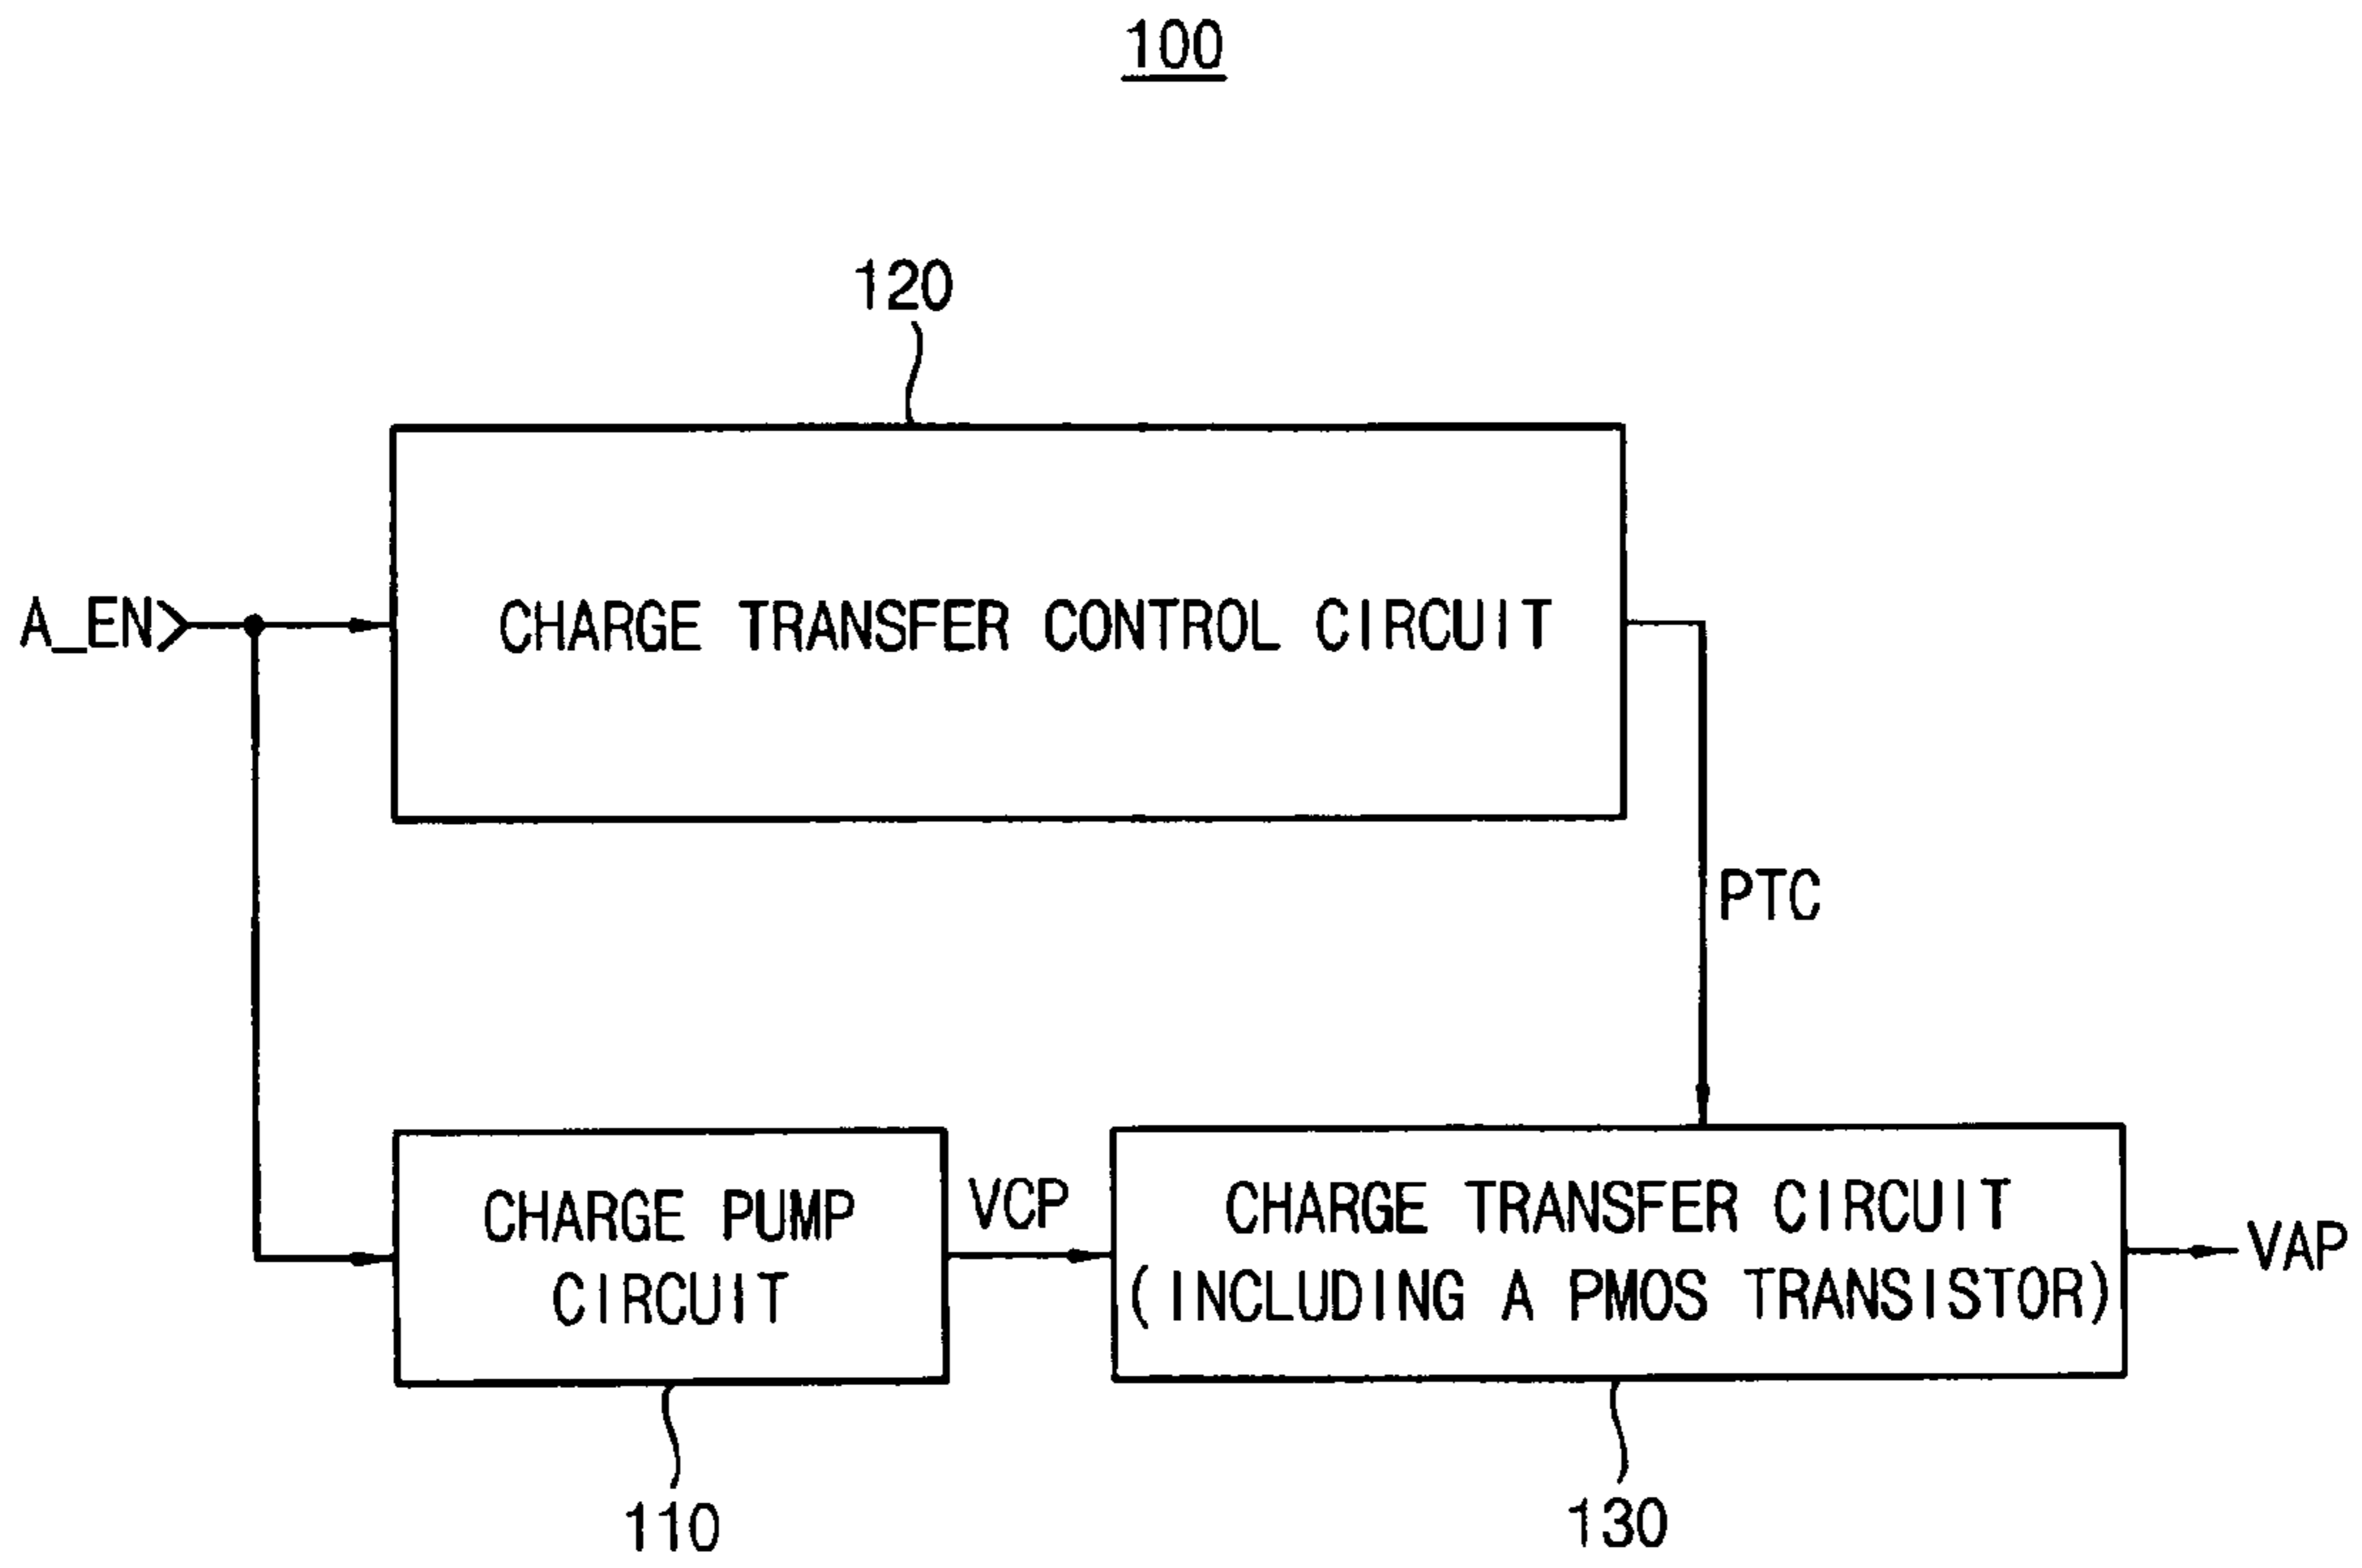 100
120
A_EN
CHARGE TRANSFER CONTROL CIRCUIT
PTC
CHARGE PUMP
CIRCUIT
VCP
CHARGE TRANSFER CIRCUIT
(INCLUDING A PMOS TRANSISTOR)
VAP
110
130